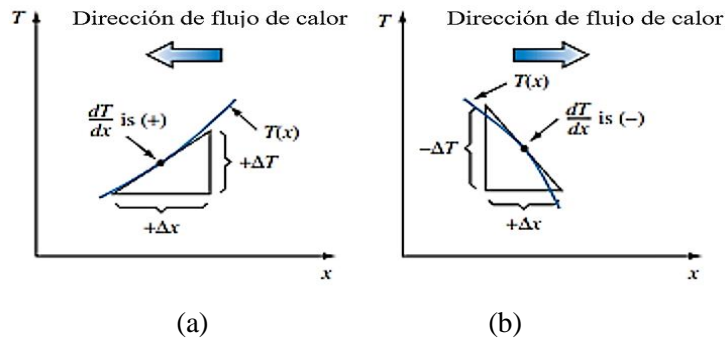 T Dirección de flujo de calor
dT/dx is (+)
T(x)
+ΔT
+Δx
x
(a)
T Dirección de flujo de calor
T(x)
dT/dx is (−)
−ΔT
+Δx
x
(b)